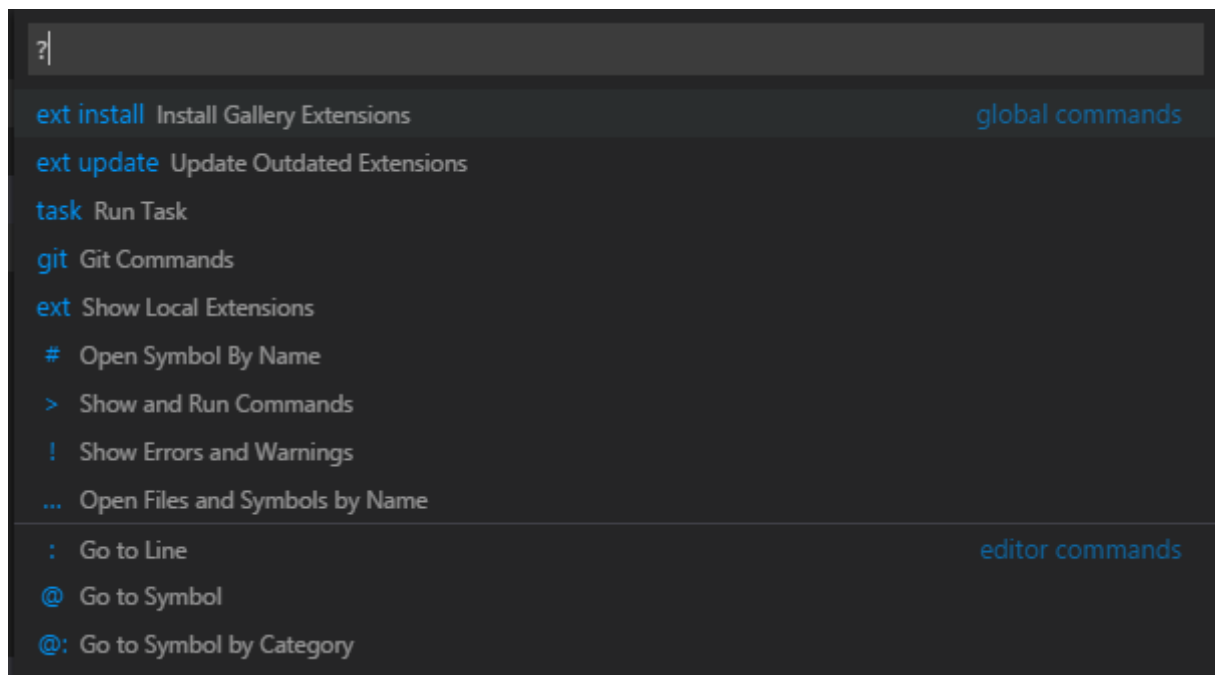 ?
ext install Install Gallery Extensions global commands
ext update Update Outdated Extensions
task Run Task
git Git Commands
ext Show Local Extensions
# Open Symbol By Name
> Show and Run Commands
! Show Errors and Warnings
... Open Files and Symbols by Name
: Go to Line editor commands
@ Go to Symbol
@: Go to Symbol by Category